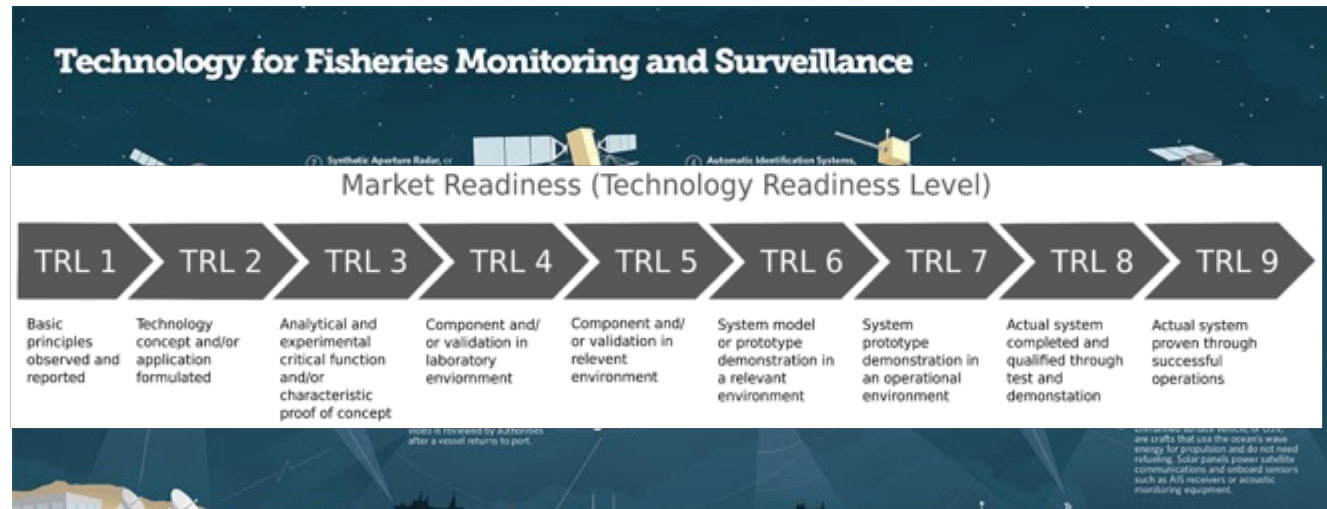 Technology for Fisheries Monitoring and Surveillance
2 Synthetic Aperture Radar, or
Automatic Identification Systems,
Market Readiness (Technology Readiness Level)
TRL 1
TRL 2
TRL 3
TRL 4
TRL 5
TRL 6
TRL 7
TRL 8
TRL 9
Basic
principles
observed and
reported
Technology
concept and/or
application
formulated
Analytical and
experimental
critical function
and/or
characteristic
proof of concept
Component and/
or validation in
laboratory
enviornment
Component and/
or validation in
relevent
environment
System model
or prototype
demonstration in
a relevant
environment
System
prototype
demonstration in
an operational
environment
Actual system
completed and
qualified through
test and
demonstation
Actual system
proven through
successful
operations
video is reviewed by authorises
after a vessel returns to port.
are crafts that use the ocean's wave
energy for propulsion and do not need
refueling. Solar panels power satellite
communications and onboard sensors
such as AIS receivers or acoustic
monitoring equipment.